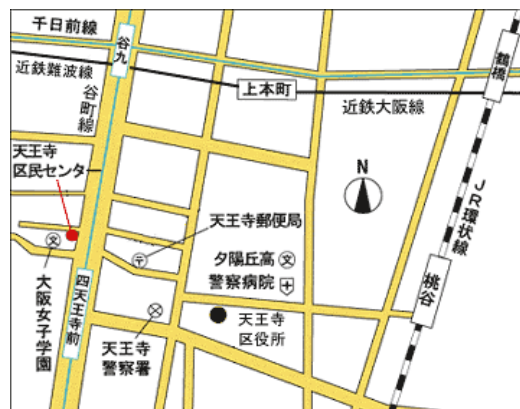 千日前線
谷九
鶴橋
近鉄難波線
上本町
近鉄大阪線
谷町線
天王寺
区民センタ
N
JR環状線
天王寺郵便局
夕陽丘高
文
警察病院
文
〒
桃谷
大阪女子学園
四天王寺前
天王寺
警察署
天王寺
区役所